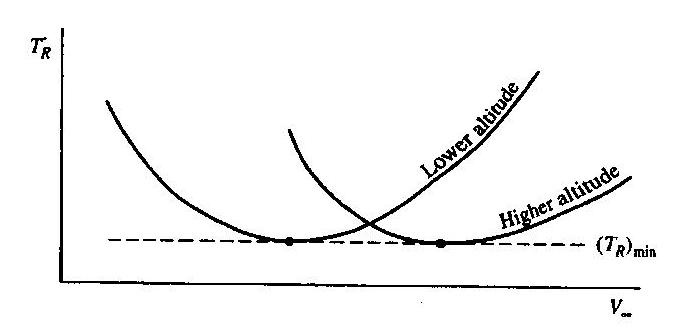 T_R
Lower altitude
Higher altitude
(T_R)_min
V_∞